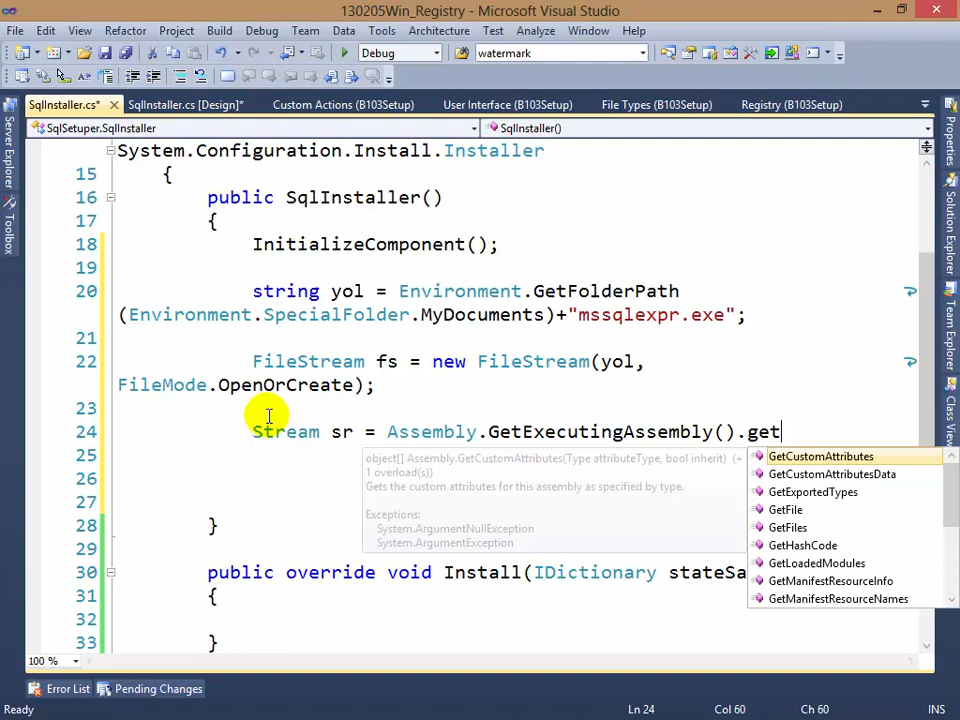 130205Win_Registry - Microsoft Visual Studio
File Edit View Refactor Project Build Debug Team Data Tools Architecture Test Analyze Window Help
Debug watermark
SqlInstaller.cs* SqlInstaller.cs [Design]* Custom Actions (B103Setup) User Interface (B103Setup) File Types (B103Setup) Registry (B103Setup)
SqlSetuper.SqlInstaller SqlInstaller()
System.Configuration.Install.Installer
15 {
16 public SqlInstaller()
17 {
18 InitializeComponent();
19
20 string yol = Environment.GetFolderPath
(Environment.SpecialFolder.MyDocuments)+"mssqlexpr.exe";
21
22 FileStream fs = new FileStream(yol,
FileMode.OpenOrCreate);
23
24 Stream sr = Assembly.GetExecutingAssembly().get
25
26
27
28 }
29
30 public override void Install(IDictionary stateSa
31 {
32
33 }
object[] Assembly.GetCustomAttributes(Type attributeType, bool inherit) (+
1 overload(s))
Gets the custom attributes for this assembly as specified by type.
Exceptions:
System.ArgumentNullException
System.ArgumentException
GetCustomAttributes
GetCustomAttributesData
GetExportedTypes
GetFile
GetFiles
GetHashCode
GetLoadedModules
GetManifestResourceInfo
GetManifestResourceNames
Server Explorer
Toolbox
Properties
Solution Explorer
Team Explorer
Class View
100 %
Error List Pending Changes
Ready Ln 24 Col 60 Ch 60 INS